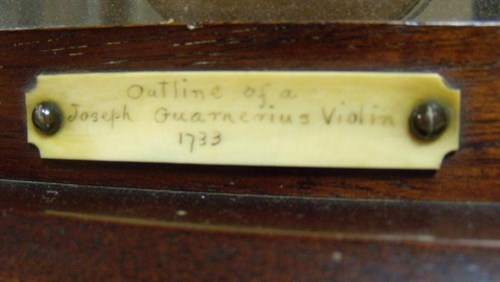 Outline of a
Joseph Guarnerius Violin
1733